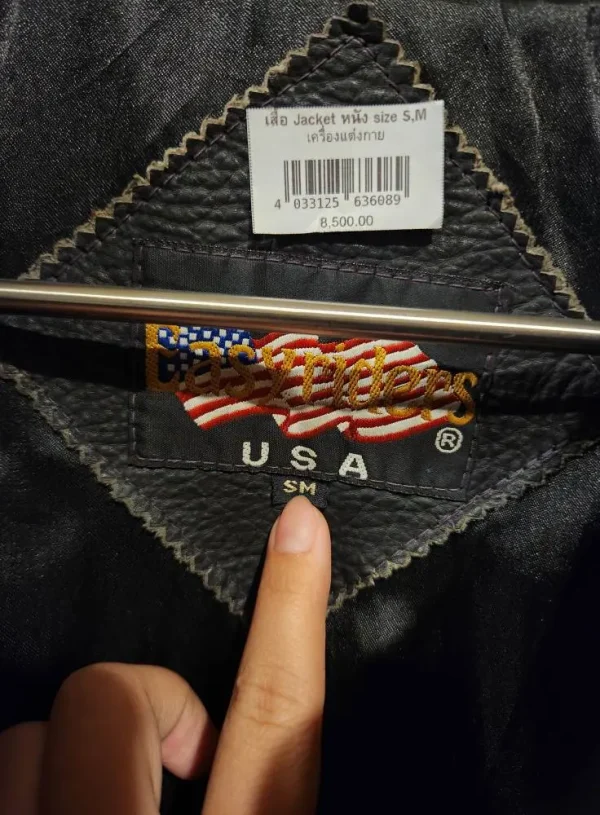 เสื้อ Jacket หนัง size S,M
เครื่องแต่งกาย
4 033125 636089
8,500.00
Easyriders
®
USA
SM